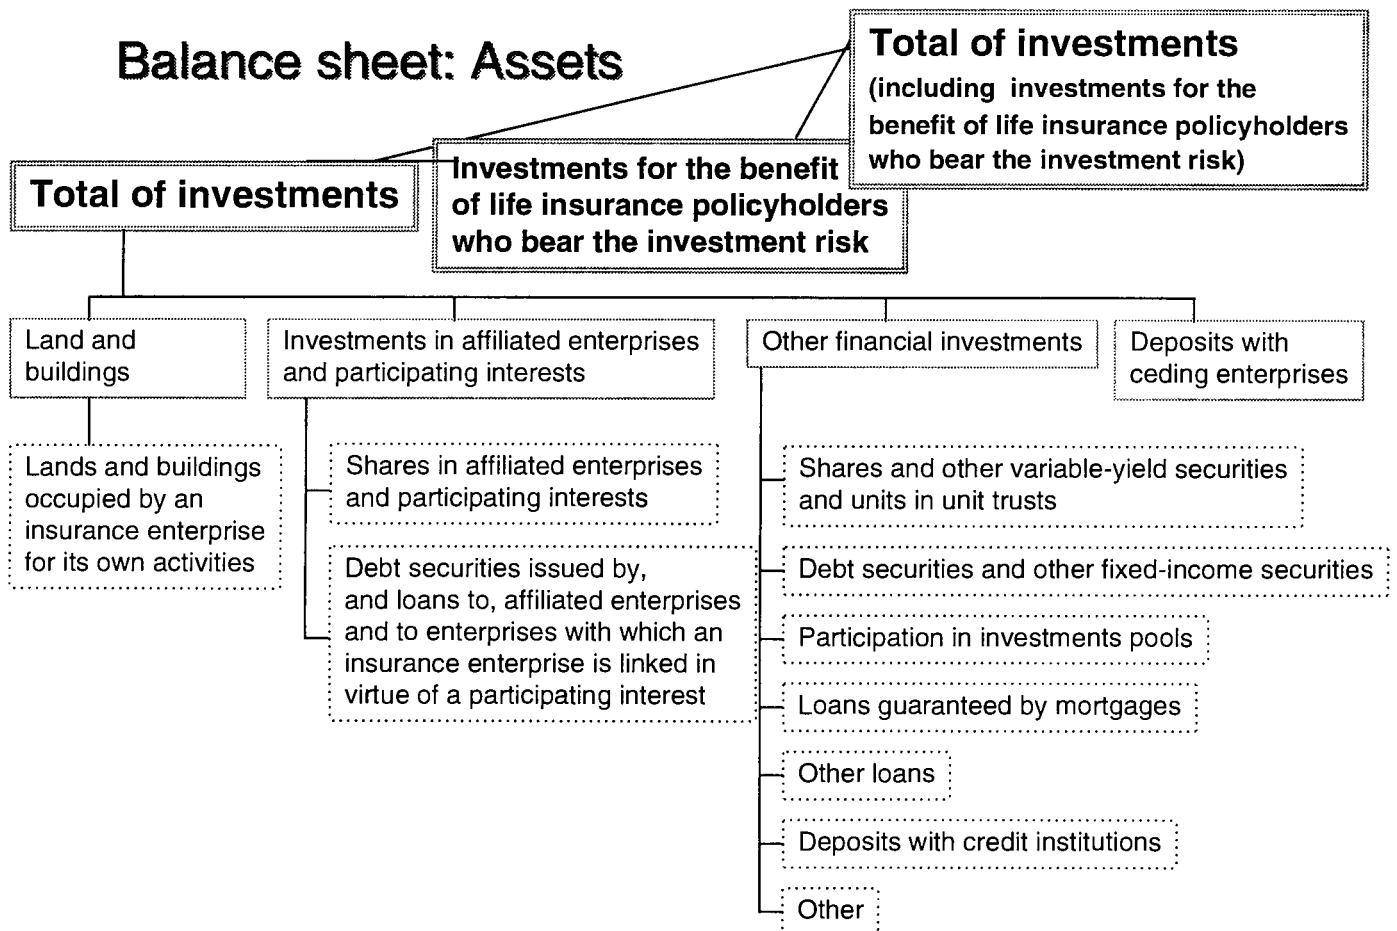 Balance sheet: Assets
Total of investments
(including investments for the
benefit of life insurance policyholders
who bear the investment risk)
Total of investments
Investments for the benefit
of life insurance policyholders
who bear the investment risk
Land and
buildings
Investments in affiliated enterprises
and participating interests
Other financial investments
Deposits with
ceding enterprises
Lands and buildings
occupied by an
insurance enterprise
for its own activities
Shares in affiliated enterprises
and participating interests
Debt securities issued by,
and loans to, affiliated enterprises
and to enterprises with which an
insurance enterprise is linked in
virtue of a participating interest
Shares and other variable-yield securities
and units in unit trusts
Debt securities and other fixed-income securities
Participation in investments pools
Loans guaranteed by mortgages
Other loans
Deposits with credit institutions
Other